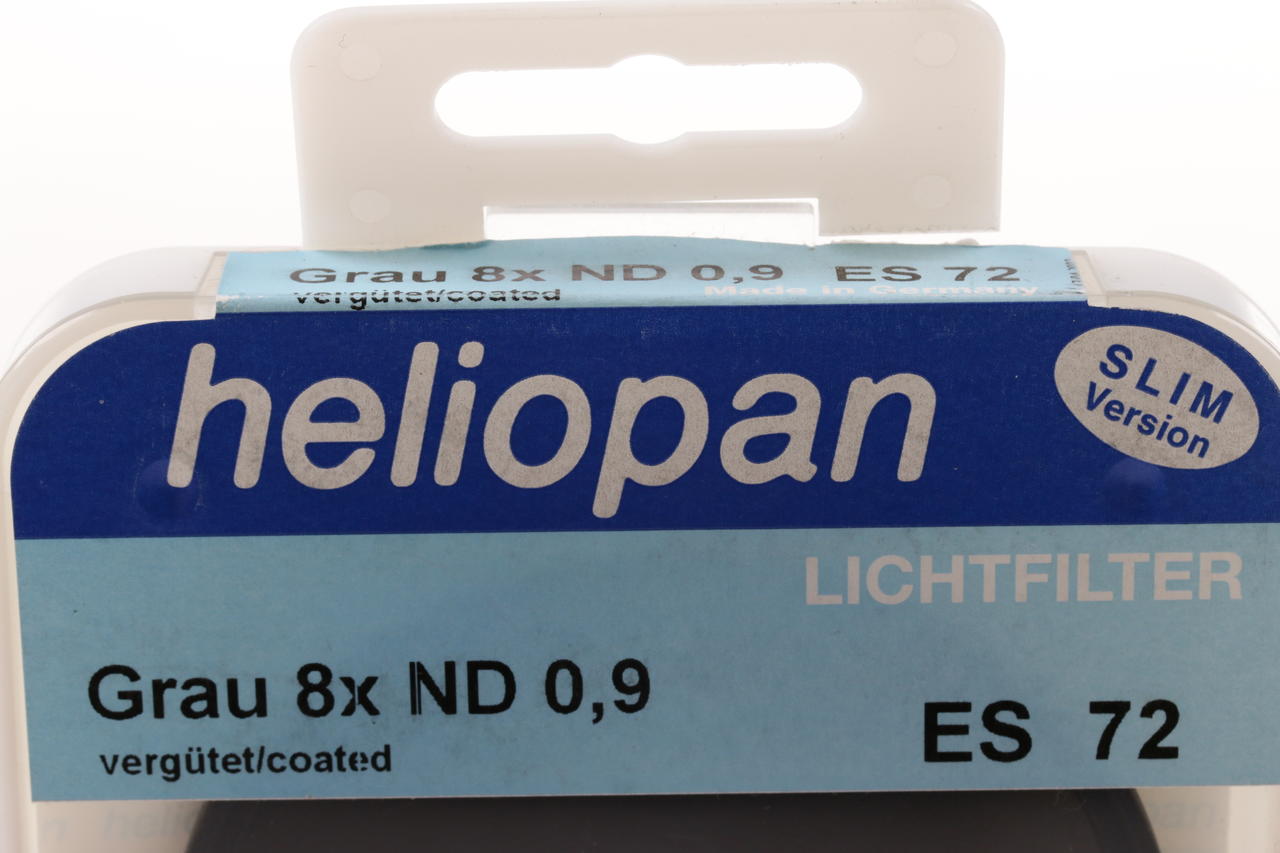 Grau 8x ND 0,9 ES 72
vergütet/coated
Made in Germany
heliopan
SLIM
Version
LICHTFILTER
Grau 8x ND 0,9
ES 72
vergütet/coated